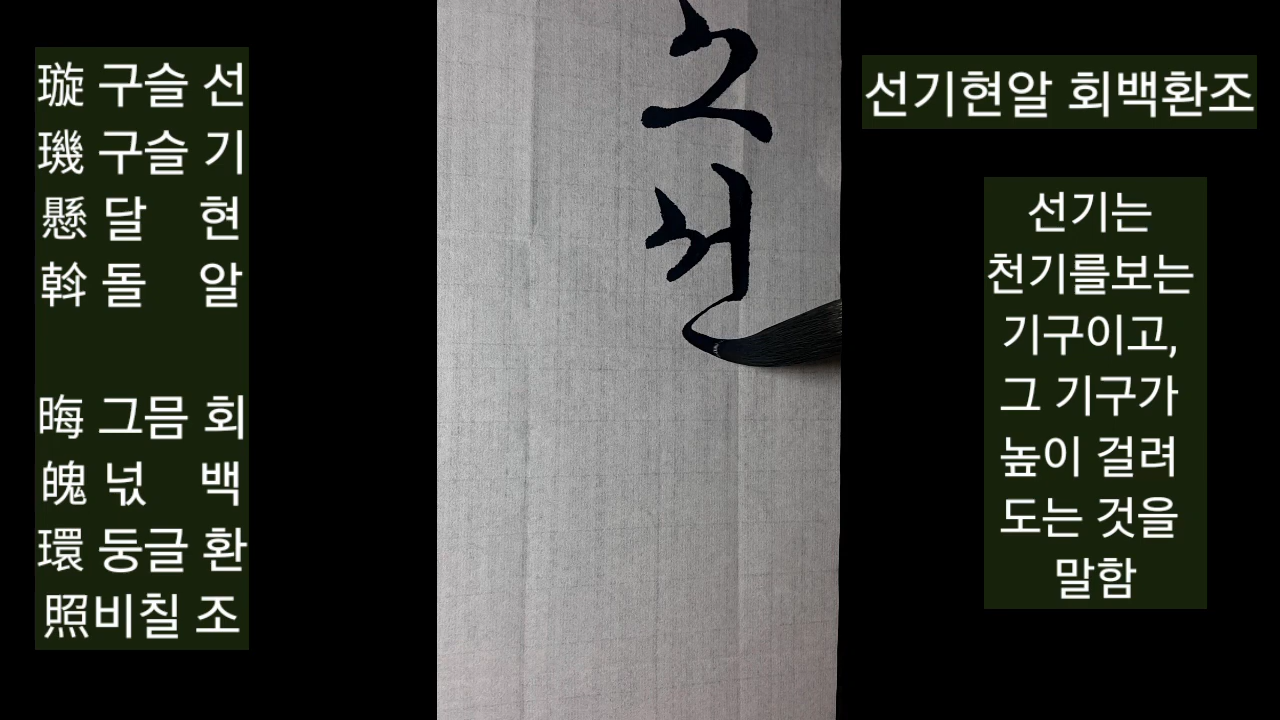 璇 구슬 선
璣 구슬 기
懸 달 현
斡 돌 알
晦 그믐 회
魄 넋 백
環 둥글 환
照비칠 조
선기현알 회백환조
선기는
천기를보는
기구이고,
그 기구가
높이 걸려
도는 것을
말함